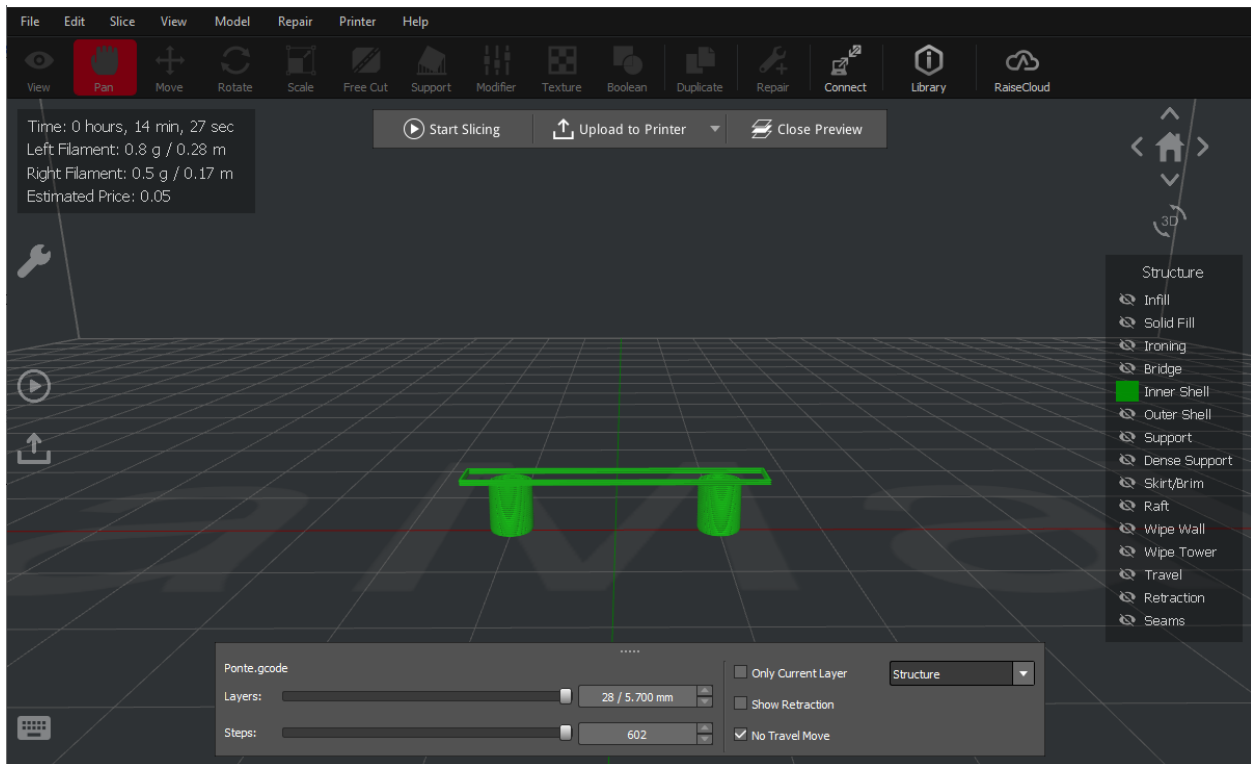 File Edit Slice View Model Repair Printer Help
View Pan Move Rotate Scale Free Cut Support Modifier Texture Boolean Duplicate Repair Connect Library RaiseCloud
Time: 0 hours, 14 min, 27 sec
Left Filament: 0.8 g / 0.28 m
Right Filament: 0.5 g / 0.17 m
Estimated Price: 0.05
Start Slicing Upload to Printer Close Preview
3D
Structure
Infill
Solid Fill
Ironing
Bridge
Inner Shell
Outer Shell
Support
Dense Support
Skirt/Brim
Raft
Wipe Wall
Wipe Tower
Travel
Retraction
Seams
aMa
Ponte.gcode
Layers: 28 / 5.700 mm
Steps: 602
Only Current Layer
Show Retraction
No Travel Move
Structure